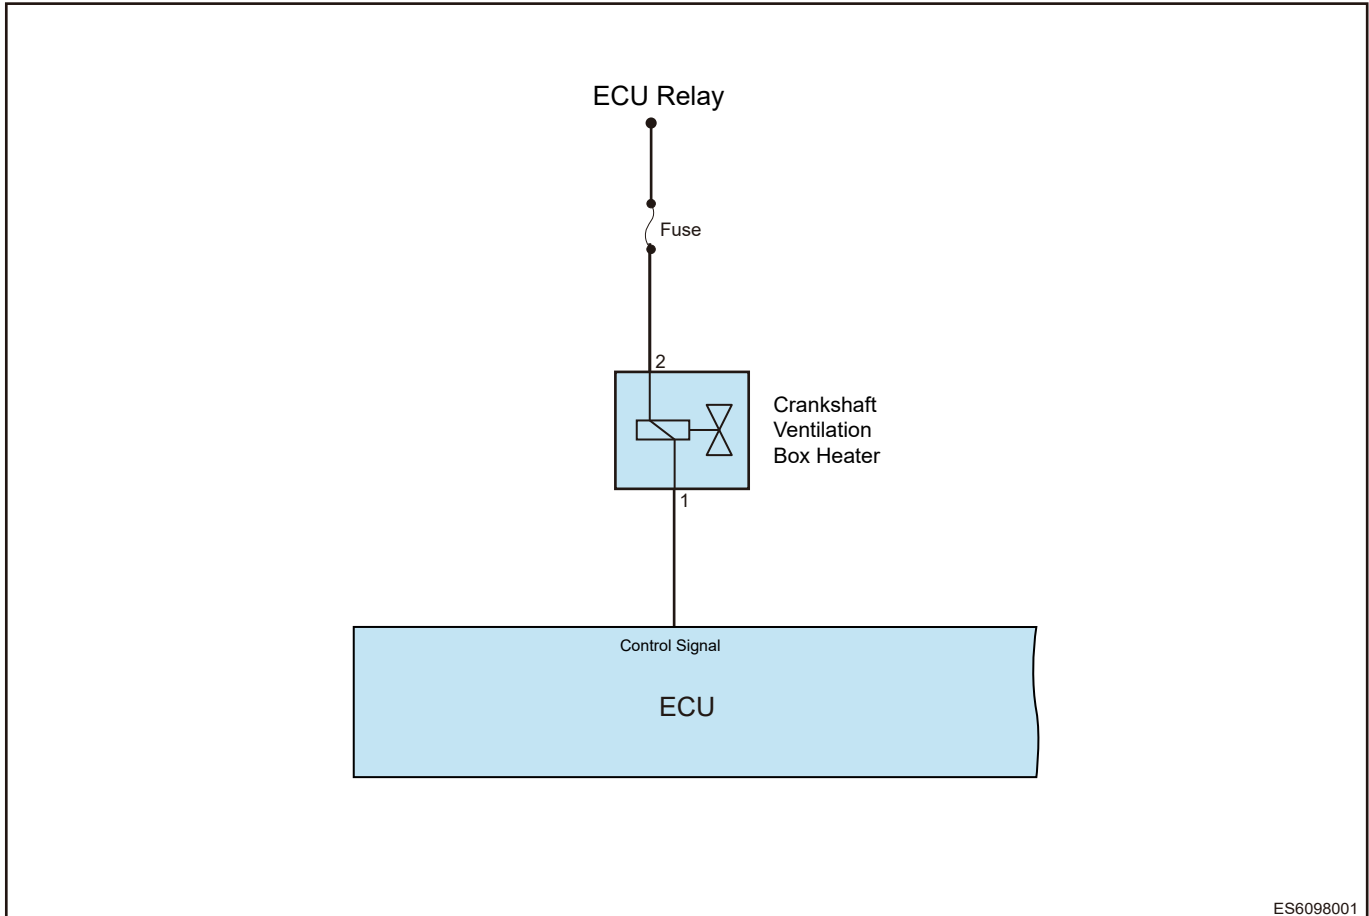 ECU Relay
Fuse
2
Crankshaft
Ventilation
Box Heater
1
Control Signal
ECU
ES6098001